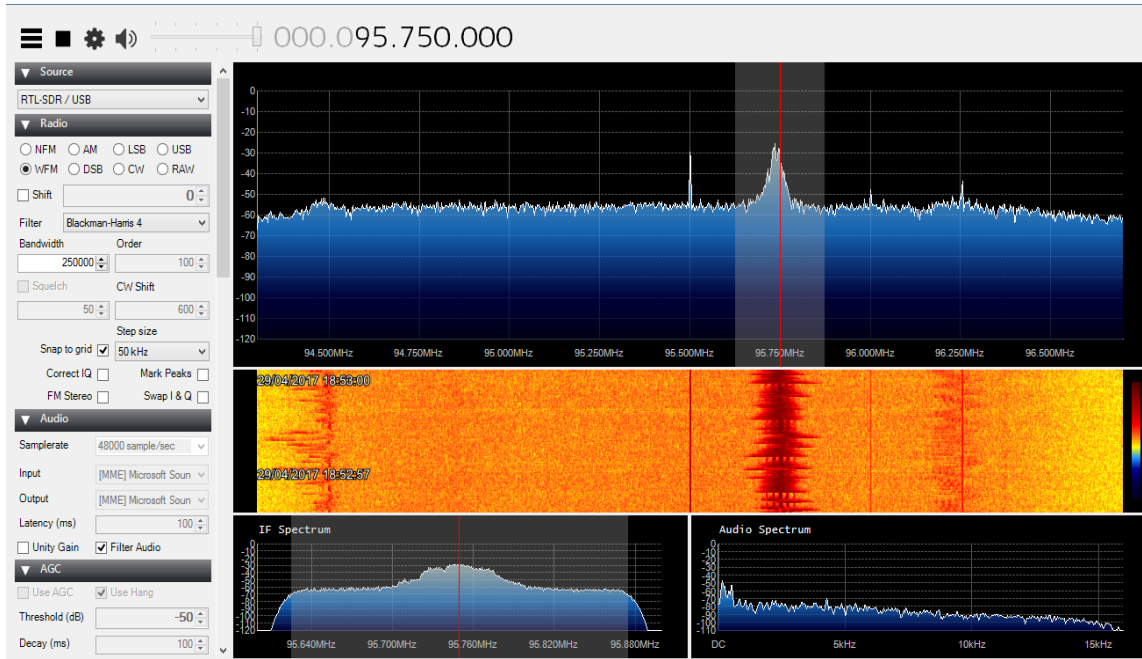 000.095.750.000
Source
RTL-SDR / USB
Radio
NFM AM LSB USB
WFM DSB CW RAW
Shift 0
Filter Blackman-Harris 4
Bandwidth Order
250000 100
Squelch CW Shift
50 600
Step size
Snap to grid 50 kHz
Correct IQ Mark Peaks
FM Stereo Swap I & Q
Audio
Samplerate 48000 sample/sec
Input [MME] Microsoft Soun
Output [MME] Microsoft Soun
Latency (ms) 100
Unity Gain Filter Audio
AGC
Use AGC Use Hang
Threshold (dB) -50
Decay (ms) 100
0
-10
-20
-30
-40
-50
-60
-70
-80
-90
-100
-110
-120
94.500MHz 94.750MHz 95.000MHz 95.250MHz 95.500MHz 95.750MHz 96.000MHz 96.250MHz 96.500MHz
29/04/2017 18:53:00
29/04/2017 18:52:57
IF Spectrum
95.640MHz 95.700MHz 95.760MHz 95.820MHz 95.880MHz
Audio Spectrum
DC 5kHz 10kHz 15kHz